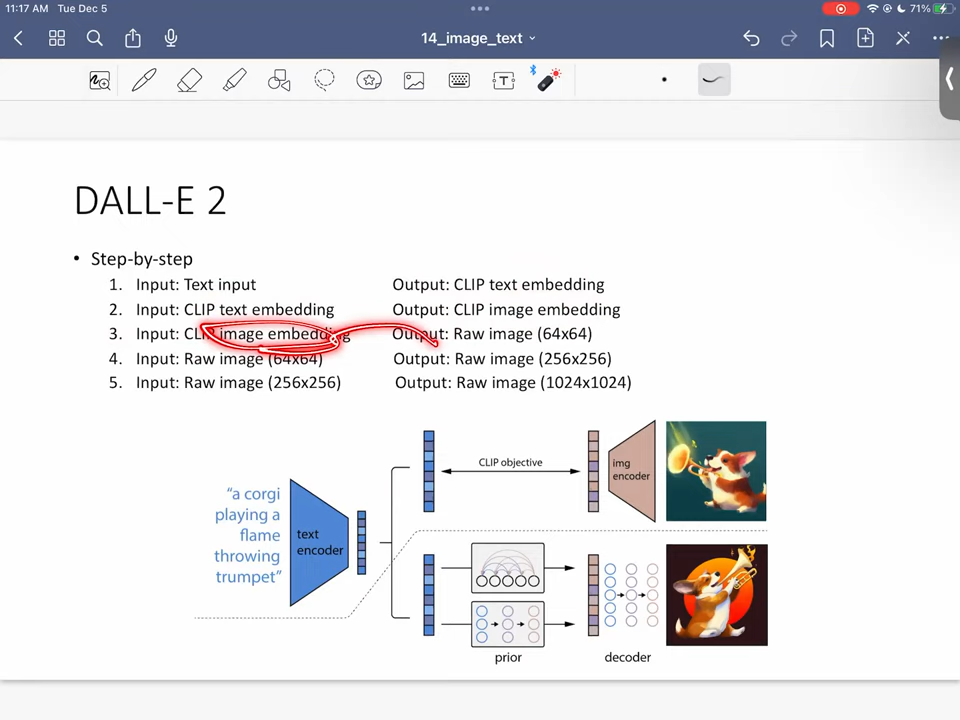 11:17 AM Tue Dec 5
71%
14_image_text
T
DALL-E 2
• Step-by-step
1. Input: Text input Output: CLIP text embedding
2. Input: CLIP text embedding Output: CLIP image embedding
3. Input: CLIP image embedding Output: Raw image (64x64)
4. Input: Raw image (64x64) Output: Raw image (256x256)
5. Input: Raw image (256x256) Output: Raw image (1024x1024)
CLIP objective
img
encoder
"a corgi
playing a
flame
throwing
trumpet"
text
encoder
prior
decoder